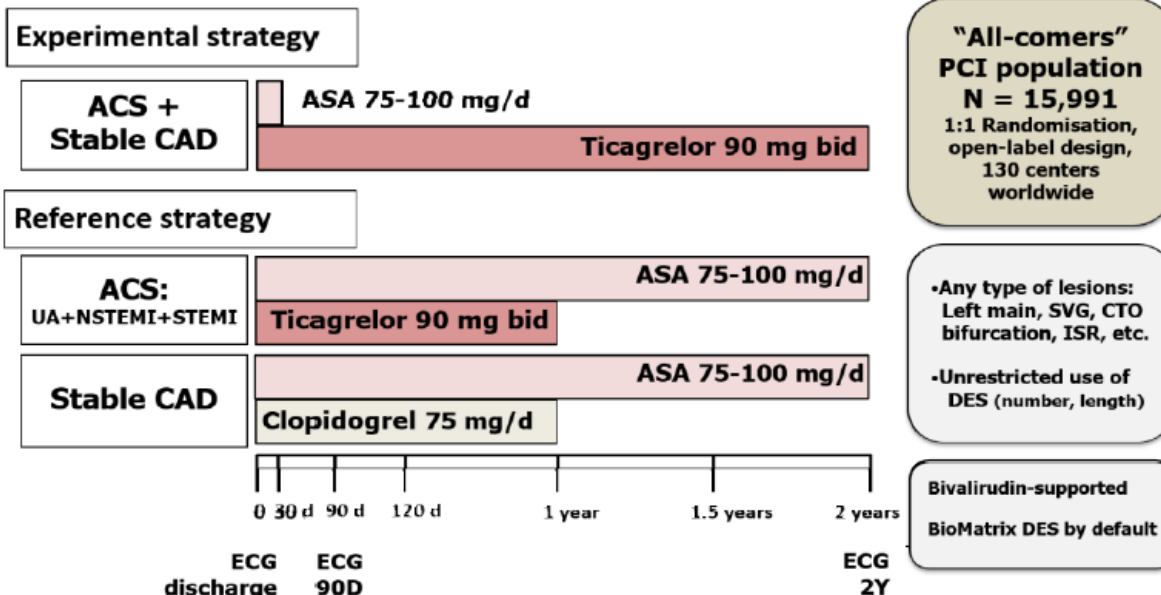 Experimental strategy
ACS +
Stable CAD
ASA 75-100 mg/d
Ticagrelor 90 mg bid
Reference strategy
ACS:
UA+NSTEMI+STEMI
ASA 75-100 mg/d
Ticagrelor 90 mg bid
Stable CAD
ASA 75-100 mg/d
Clopidogrel 75 mg/d
0 30 d 90 d 120 d 1 year 1.5 years 2 years
ECG ECG ECG
discharge 90D 2Y
“All-comers”
PCI population
N = 15,991
1:1 Randomisation,
open-label design,
130 centers
worldwide
•Any type of lesions:
Left main, SVG, CTO
bifurcation, ISR, etc.
•Unrestricted use of
DES (number, length)
Bivalirudin-supported
BioMatrix DES by default